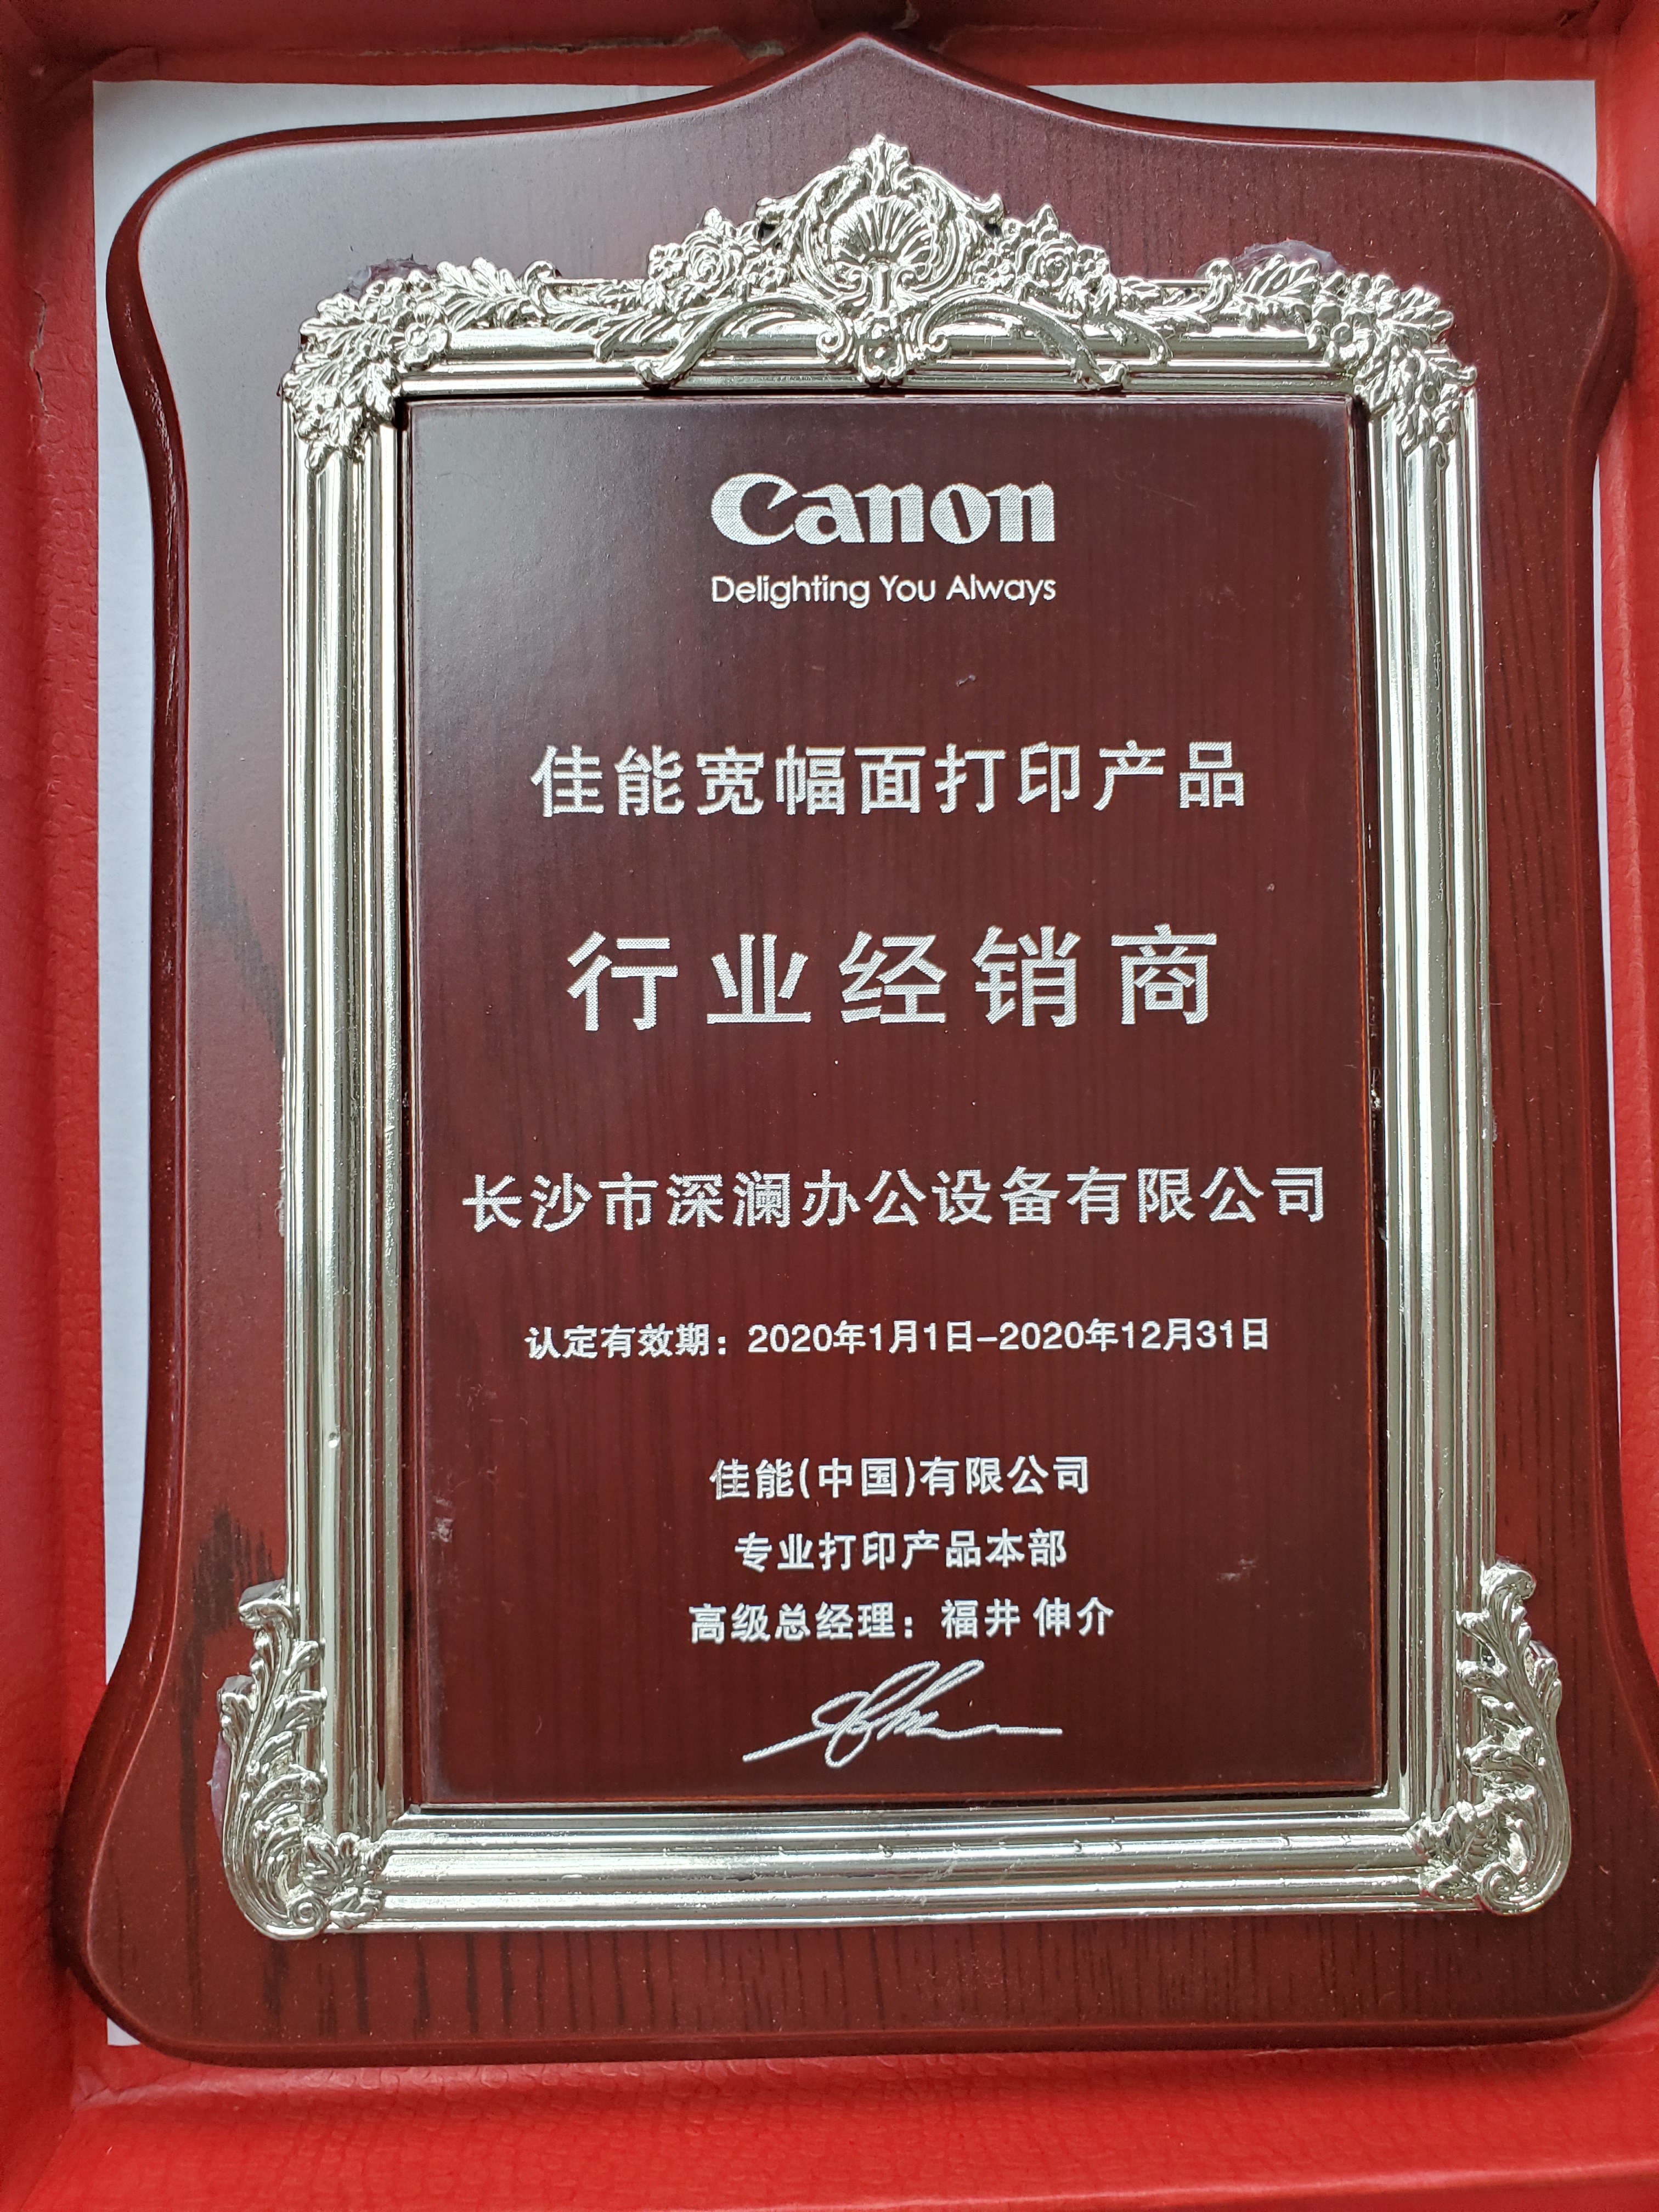 Canon
Delighting You Always
佳能宽幅面打印产品
行业经销商
长沙市深澜办公设备有限公司
认定有效期：2020年1月1日-2020年12月31日
佳能(中国)有限公司
专业打印产品本部
高级总经理：福井 伸介